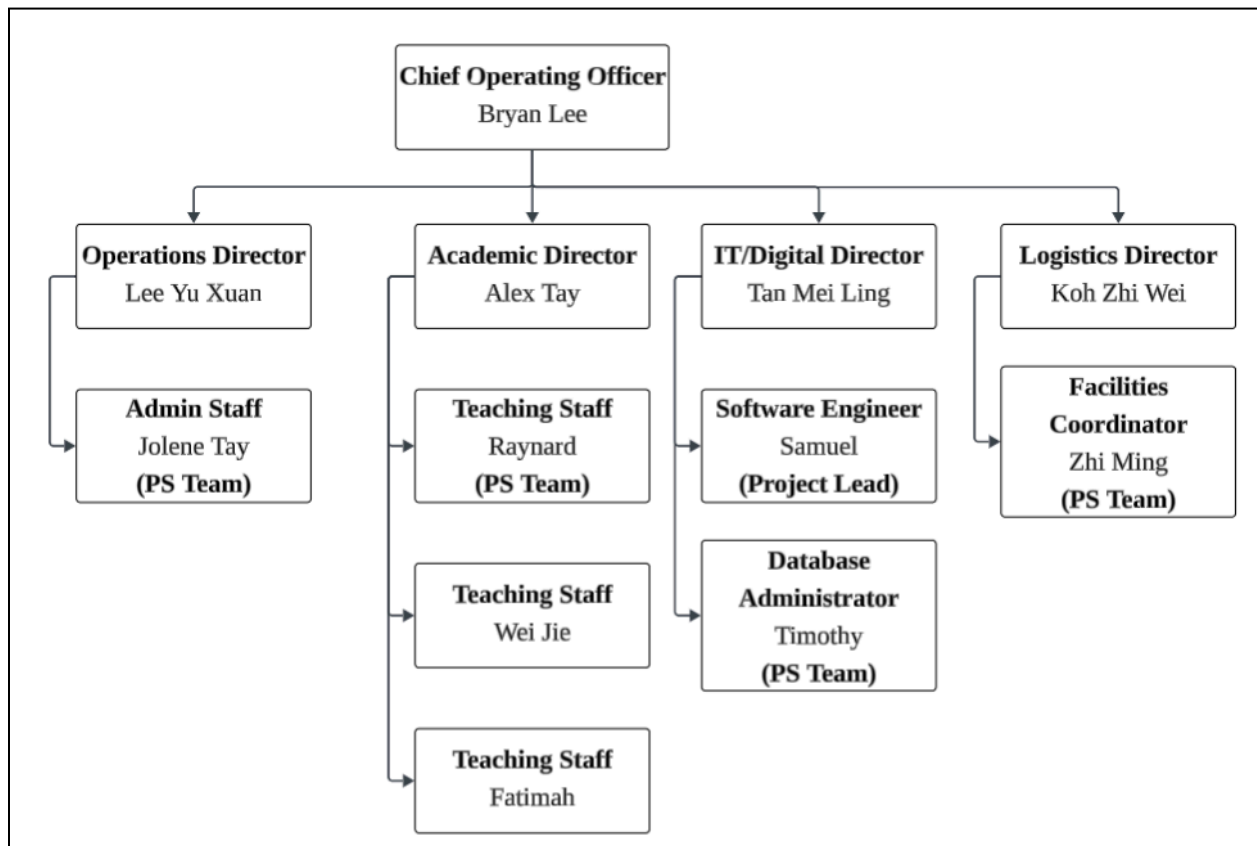 Chief Operating Officer
Bryan Lee
Operations Director
Lee Yu Xuan
Academic Director
Alex Tay
IT/Digital Director
Tan Mei Ling
Logistics Director
Koh Zhi Wei
Admin Staff
Jolene Tay
(PS Team)
Teaching Staff
Raynard
(PS Team)
Software Engineer
Samuel
(Project Lead)
Facilities
Coordinator
Zhi Ming
(PS Team)
Teaching Staff
Wei Jie
Database
Administrator
Timothy
(PS Team)
Teaching Staff
Fatimah